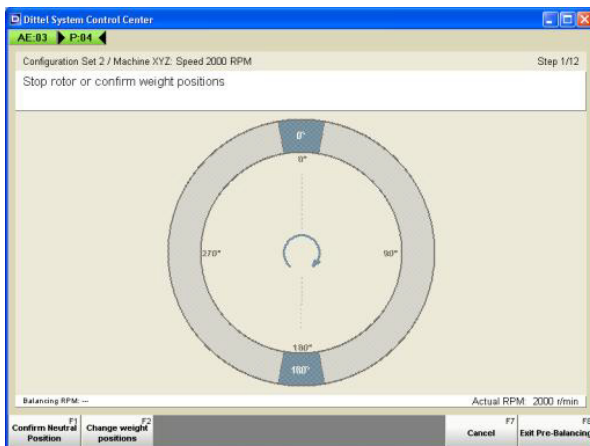 Dittel System Control Center
AE:03 P:04
Configuration Set 2 / Machine XYZ: Speed 2000 RPM Step 1/12
Stop rotor or confirm weight positions
0°
0°
270° 90°
180°
180°
Balancing RPM: --- Actual RPM: 2000 r/min
F1 F2 F7 F8
Confirm Neutral Position Change weight positions Cancel Exit Pre-Balancing